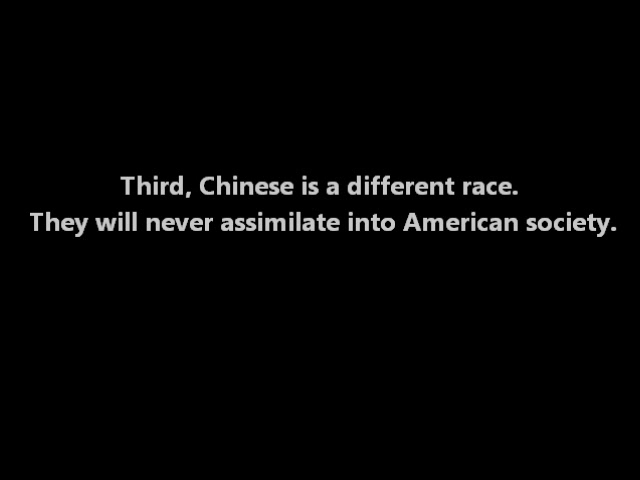 Third, Chinese is a different race.
They will never assimilate into American society.